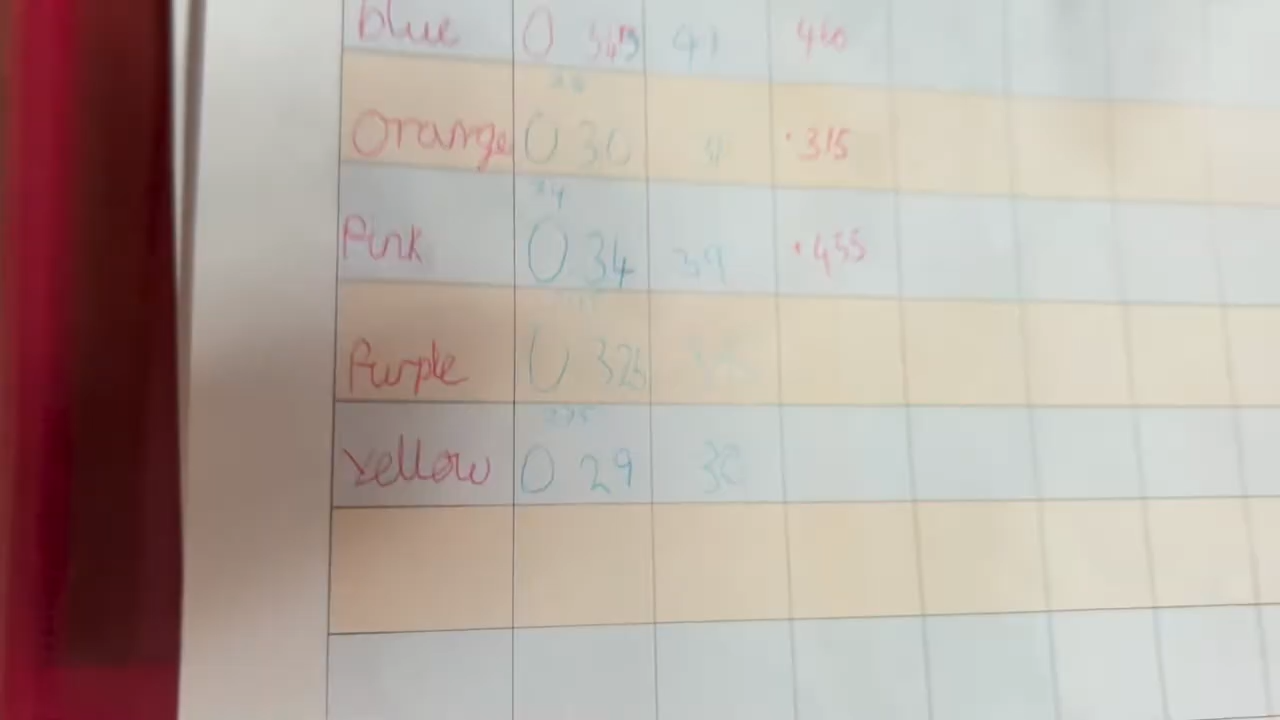 blue 0 345 41 460
Orange 0 30 .315
Pink 0 34 39 .455
Purple 0 325
Yellow 0 29 30